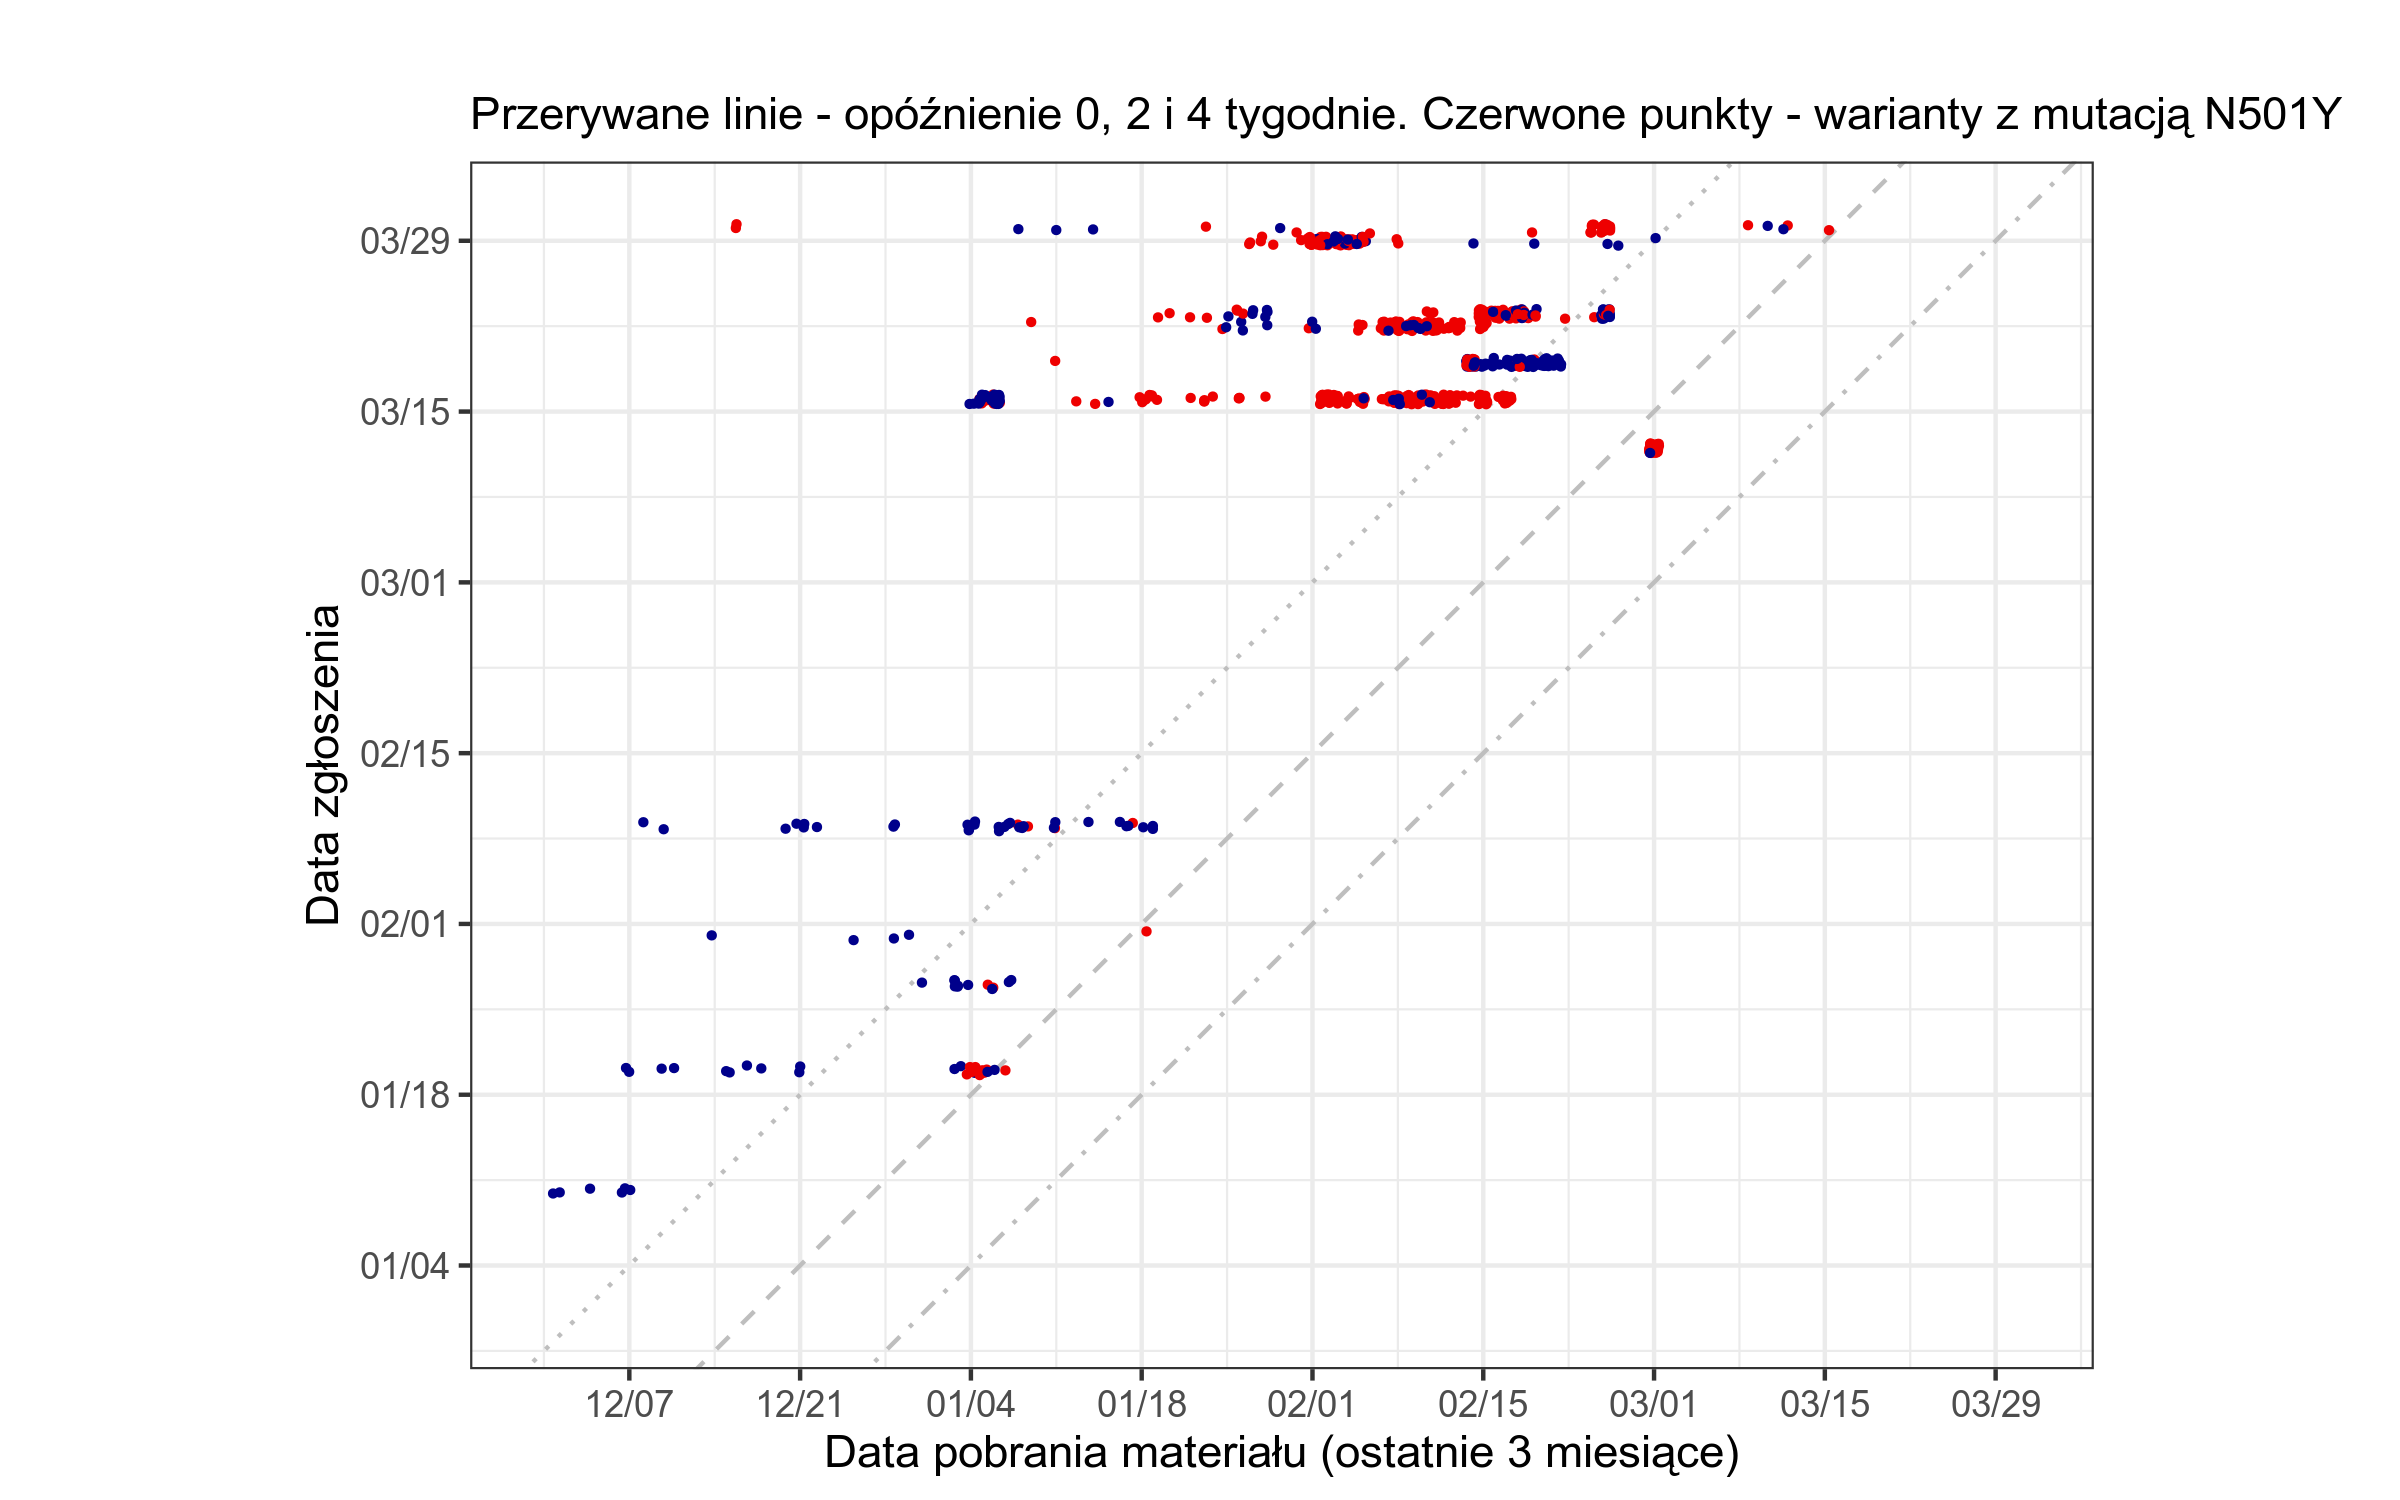 Przerywane linie - opóźnienie 0, 2 i 4 tygodnie. Czerwone punkty - warianty z mutacją N501Y
Data zgłoszenia
03/29
03/15
03/01
02/15
02/01
01/18
01/04
12/07 12/21 01/04 01/18 02/01 02/15 03/01 03/15 03/29
Data pobrania materiału (ostatnie 3 miesiące)